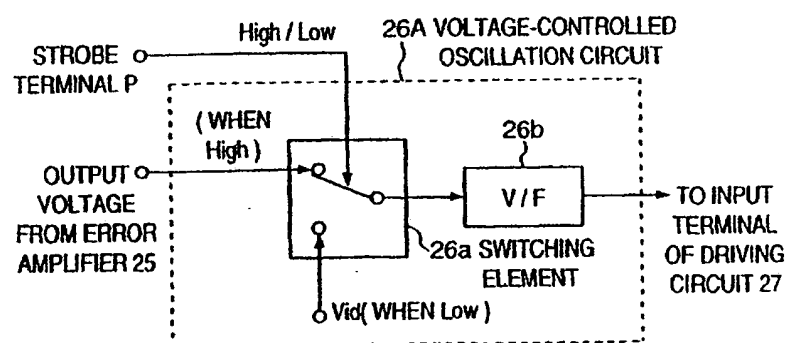 High / Low
26A VOLTAGE-CONTROLLED
OSCILLATION CIRCUIT
STROBE
TERMINAL P
( WHEN
High )
26b
OUTPUT
VOLTAGE
FROM ERROR
AMPLIFIER 25
V / F
TO INPUT
TERMINAL
OF DRIVING
CIRCUIT 27
26a SWITCHING
ELEMENT
Vid( WHEN Low )